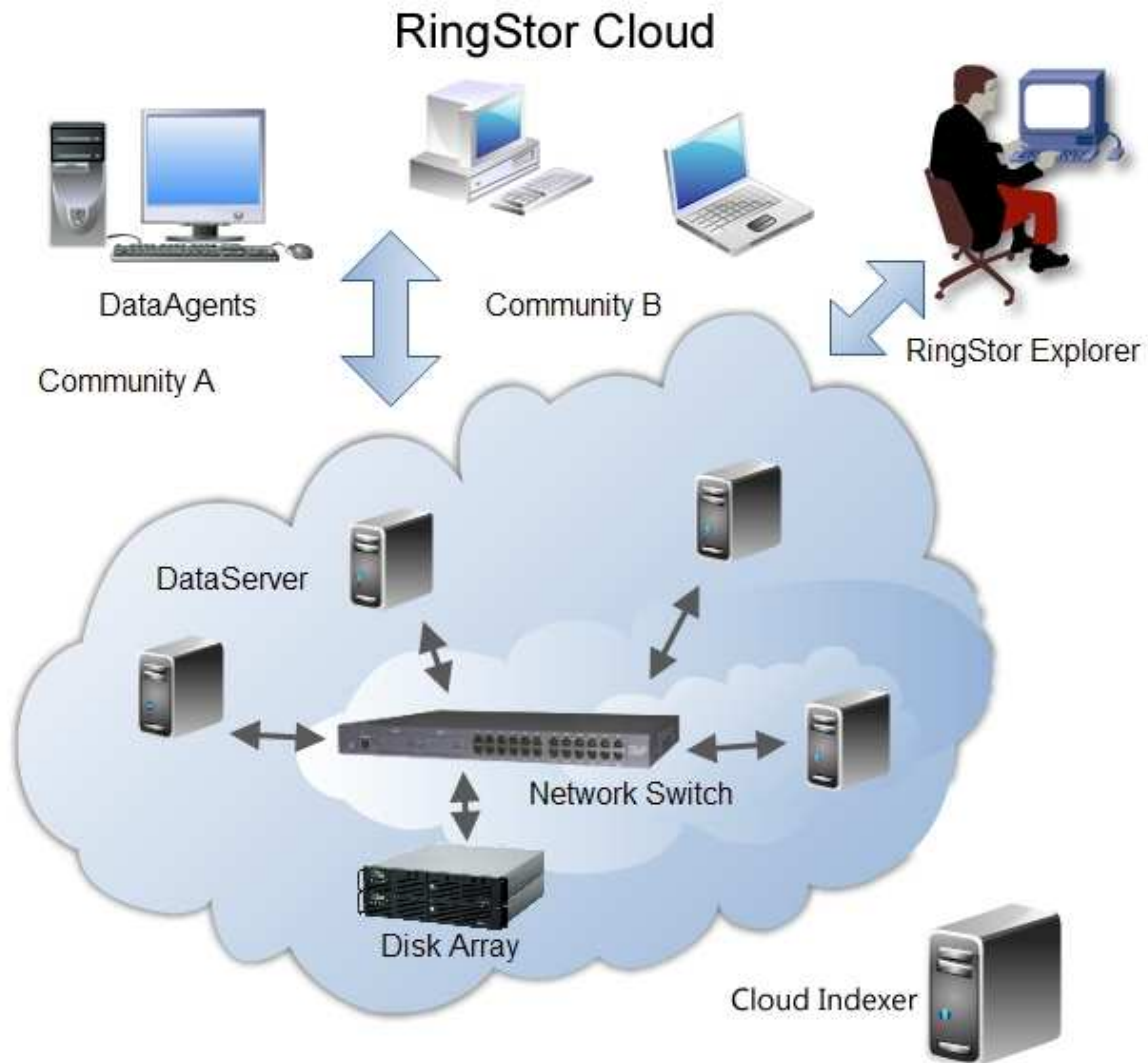 RingStor Cloud
DataAgents
Community B
RingStor Explorer
Community A
DataServer
Network Switch
Disk Array
Cloud Indexer